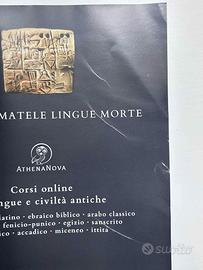 MATELE LINGUE MORTE
ATHENANOVA
Corsi online
ngue e civiltà antiche
latino - ebraico biblico - arabo classico
fenicio-punico - egizio - sanscrito
ico - accadico - miceneo - ittita
subito